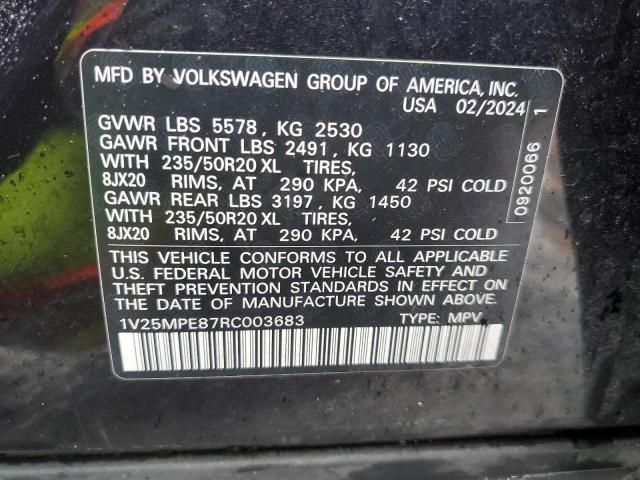 MFD BY VOLKSWAGEN GROUP OF AMERICA, INC.
USA 02/2024
GVWR LBS 5578, KG 2530
GAWR FRONT LBS 2491, KG 1130
WITH 235/50R20 XL TIRES,
8JX20 RIMS, AT 290 KPA, 42 PSI COLD
GAWR REAR LBS 3197, KG 1450
WITH 235/50R20 XL TIRES,
8JX20 RIMS, AT 290 KPA, 42 PSI COLD
THIS VEHICLE CONFORMS TO ALL APPLICABLE
U.S. FEDERAL MOTOR VEHICLE SAFETY AND
THEFT PREVENTION STANDARDS IN EFFECT ON
THE DATE OF MANUFACTURE SHOWN ABOVE.
1V25MPE87RC003683 TYPE: MPV
0920066 1